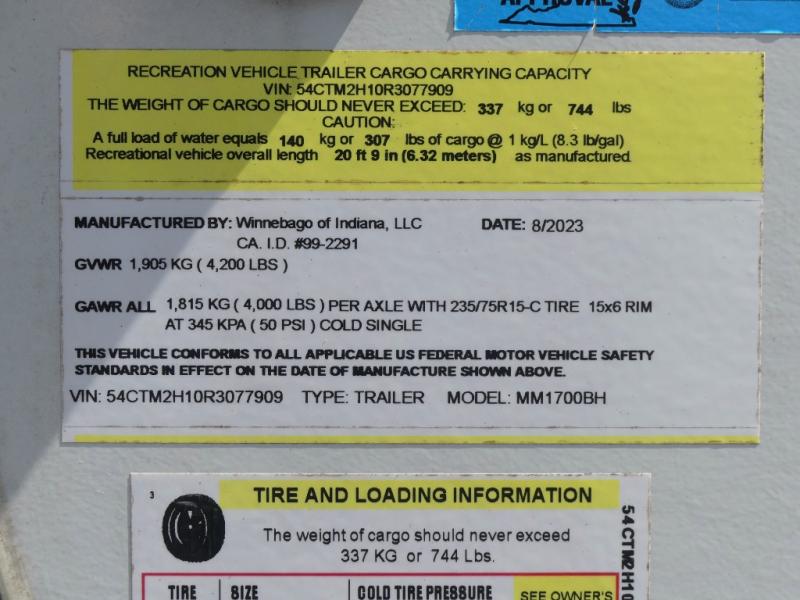 APPROVAL
RECREATION VEHICLE TRAILER CARGO CARRYING CAPACITY
VIN: 54CTM2H10R3077909
THE WEIGHT OF CARGO SHOULD NEVER EXCEED: 337 kg or 744 lbs
CAUTION:
A full load of water equals 140 kg or 307 lbs of cargo @ 1 kg/L (8.3 lb/gal)
Recreational vehicle overall length 20 ft 9 in (6.32 meters) as manufactured
MANUFACTURED BY: Winnebago of Indiana, LLC DATE: 8/2023
CA. I.D. #99-2291
GVWR 1,905 KG ( 4,200 LBS )
GAWR ALL 1,815 KG ( 4,000 LBS ) PER AXLE WITH 235/75R15-C TIRE 15x6 RIM
AT 345 KPA ( 50 PSI ) COLD SINGLE
THIS VEHICLE CONFORMS TO ALL APPLICABLE US FEDERAL MOTOR VEHICLE SAFETY
STANDARDS IN EFFECT ON THE DATE OF MANUFACTURE SHOWN ABOVE.
VIN: 54CTM2H10R3077909 TYPE: TRAILER MODEL: MM1700BH
3
TIRE AND LOADING INFORMATION
The weight of cargo should never exceed
337 KG or 744 Lbs.
TIRE SIZE COLD TIRE PRESSURE SEE OWNER'S
54CTM2H10